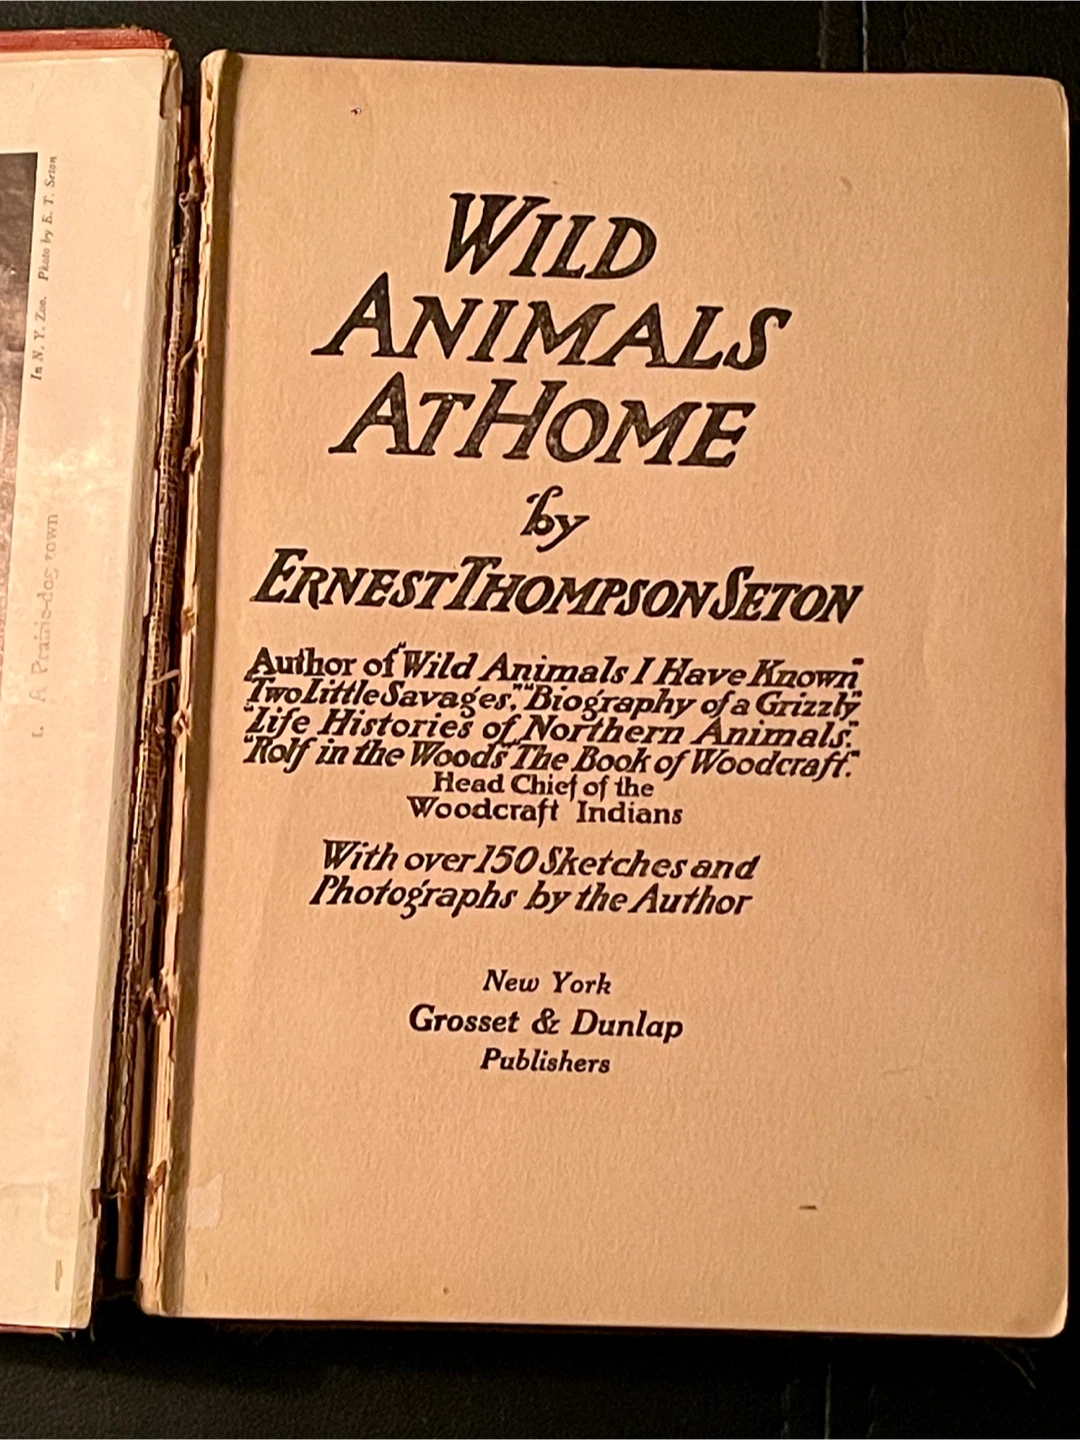 In N. Y. Zoo. Photo by E. T. Seton
I. A Prairie-dog town
WILD
ANIMALS
AT HOME
by
ERNEST THOMPSON SETON
Author of "Wild Animals I Have Known"
"Two Little Savages," "Biography of a Grizzly"
"Life Histories of Northern Animals."
"Rolf in the Woods" "The Book of Woodcraft."
Head Chief of the
Woodcraft Indians
With over 150 Sketches and
Photographs by the Author
New York
Grosset & Dunlap
Publishers